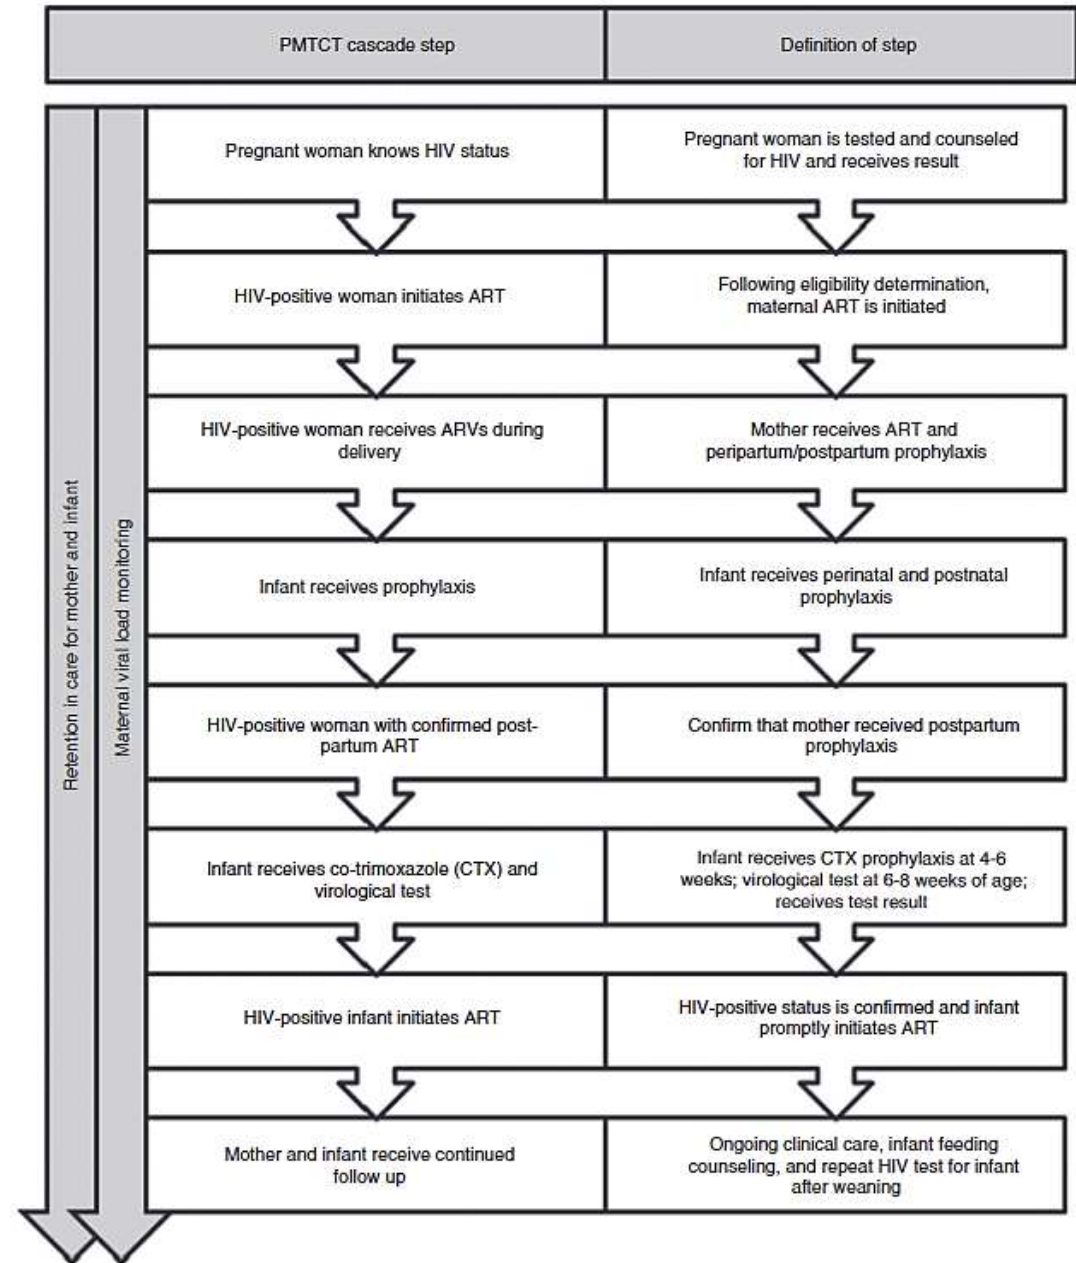 PMTCT cascade step
Definition of step
Pregnant woman knows HIV status
Pregnant woman is tested and counseled
for HIV and receives result
HIV-positive woman initiates ART
Following eligibility determination,
maternal ART is initiated
HIV-positive woman receives ARVs during
delivery
Mother receives ART and
peripartum/postpartum prophylaxis
Infant receives prophylaxis
Infant receives perinatal and postnatal
prophylaxis
HIV-positive woman with confirmed post-
partum ART
Confirm that mother received postpartum
prophylaxis
Infant receives co-trimoxazole (CTX) and
virological test
Infant receives CTX prophylaxis at 4-6
weeks; virological test at 6-8 weeks of age;
receives test result
HIV-positive infant initiates ART
HIV-positive status is confirmed and infant
promptly initiates ART
Mother and infant receive continued
follow up
Ongoing clinical care, infant feeding
counseling, and repeat HIV test for infant
after weaning
Retention in care for mother and infant
Maternal viral load monitoring